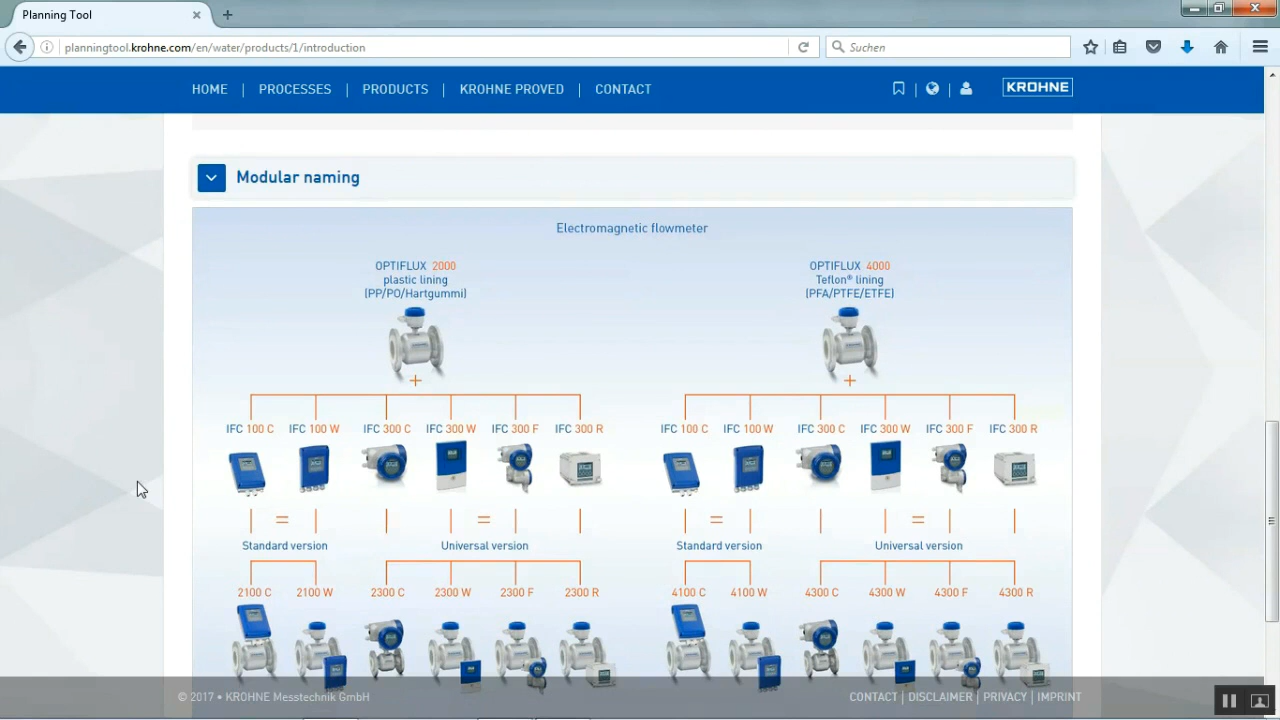 Planning Tool
planningtool.krohne.com/en/water/products/1/introduction
Suchen
HOME | PROCESSES | PRODUCTS | KROHNE PROVED | CONTACT
KROHNE
Modular naming
Electromagnetic flowmeter
OPTIFLUX 2000
plastic lining
(PP/PO/Hartgummi)
OPTIFLUX 4000
Teflon® lining
(PFA/PTFE/ETFE)
+ +
IFC 100 C IFC 100 W IFC 300 C IFC 300 W IFC 300 F IFC 300 R IFC 100 C IFC 100 W IFC 300 C IFC 300 W IFC 300 F IFC 300 R
= = = =
Standard version Universal version Standard version Universal version
2100 C 2100 W 2300 C 2300 W 2300 F 2300 R 4100 C 4100 W 4300 C 4300 W 4300 F 4300 R
© 2017 • KROHNE Messtechnik GmbH
CONTACT | DISCLAIMER | PRIVACY | IMPRINT